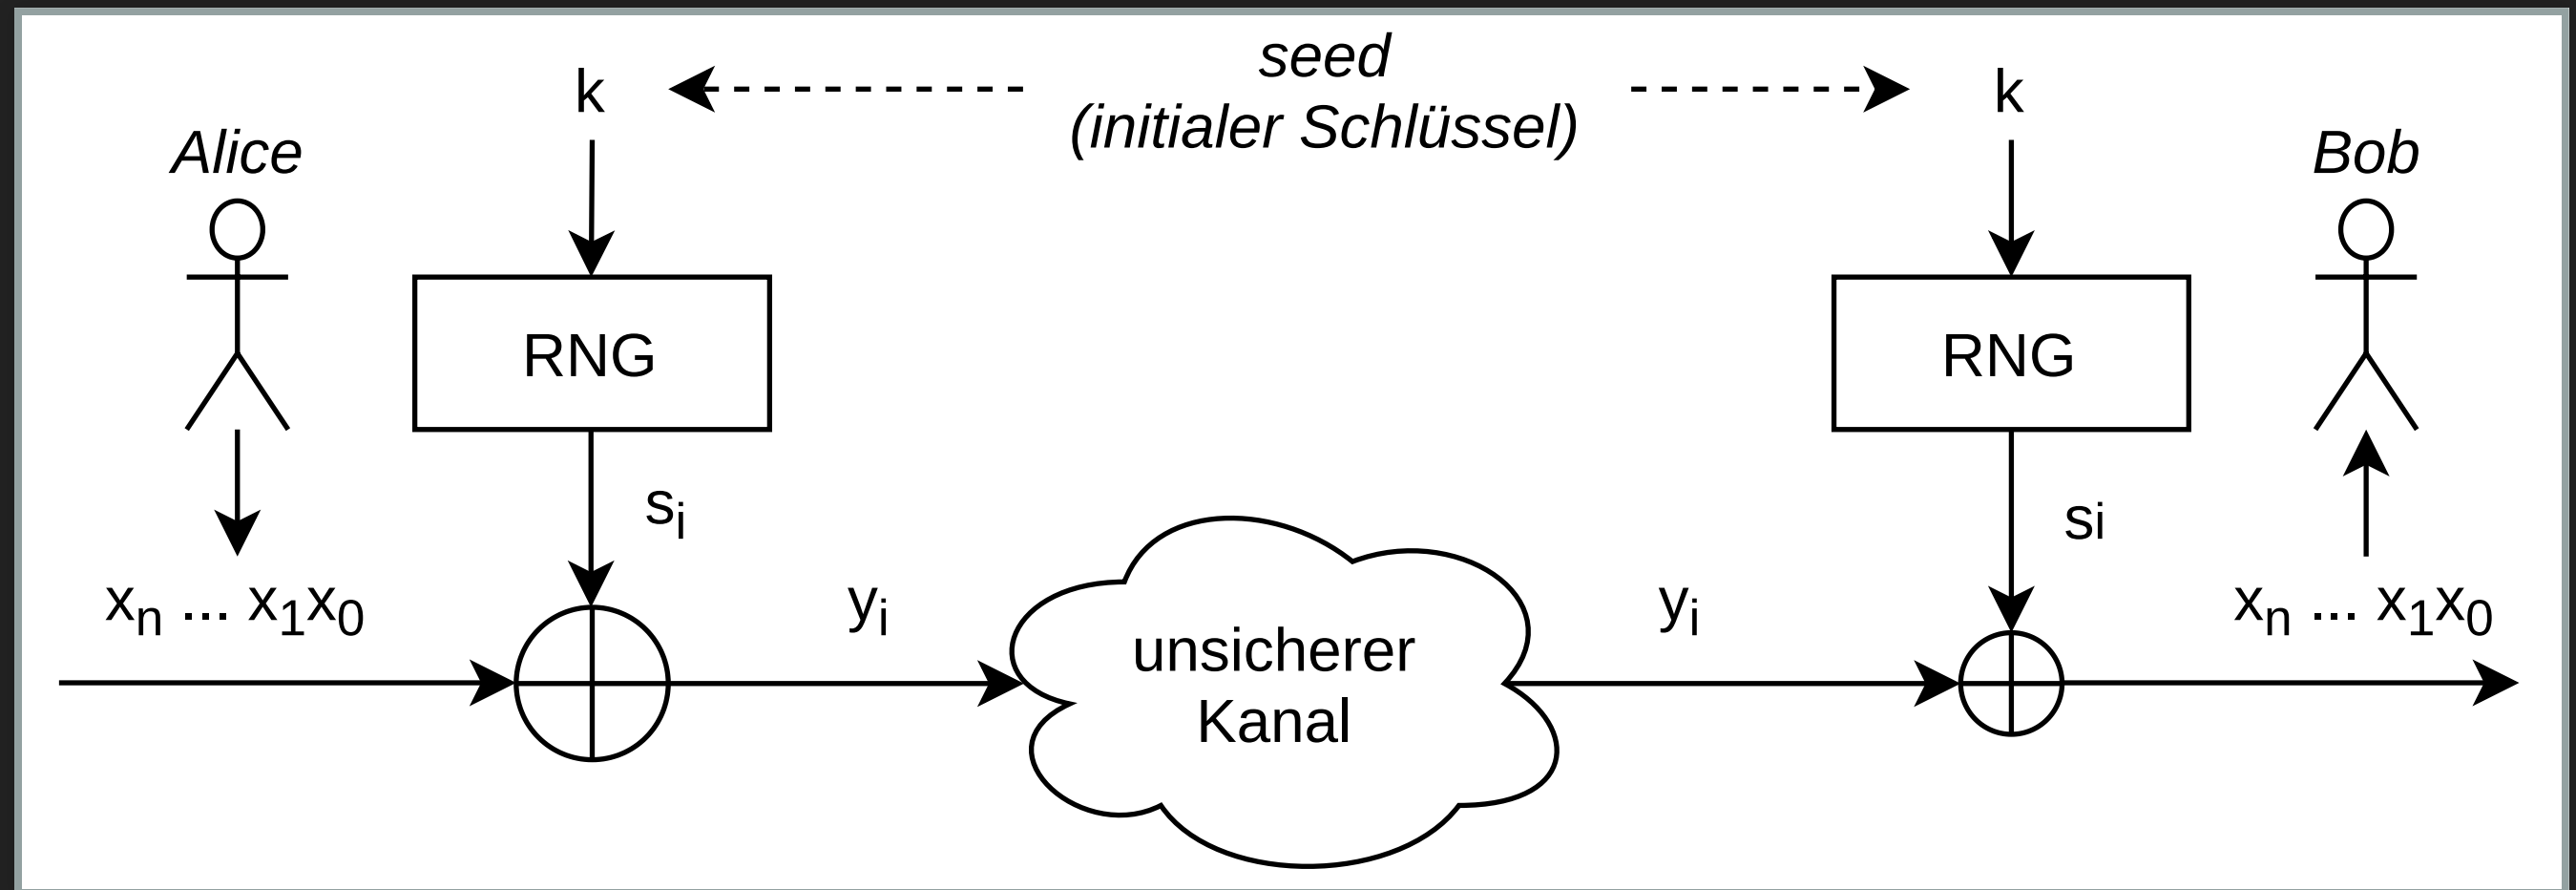 seed
k
k
(initialer Schlüssel)
Alice
Bob
RNG
RNG
sᵢ
si
xₙ ... x₁x₀
yᵢ
yᵢ
xₙ ... x₁x₀
unsicherer
Kanal